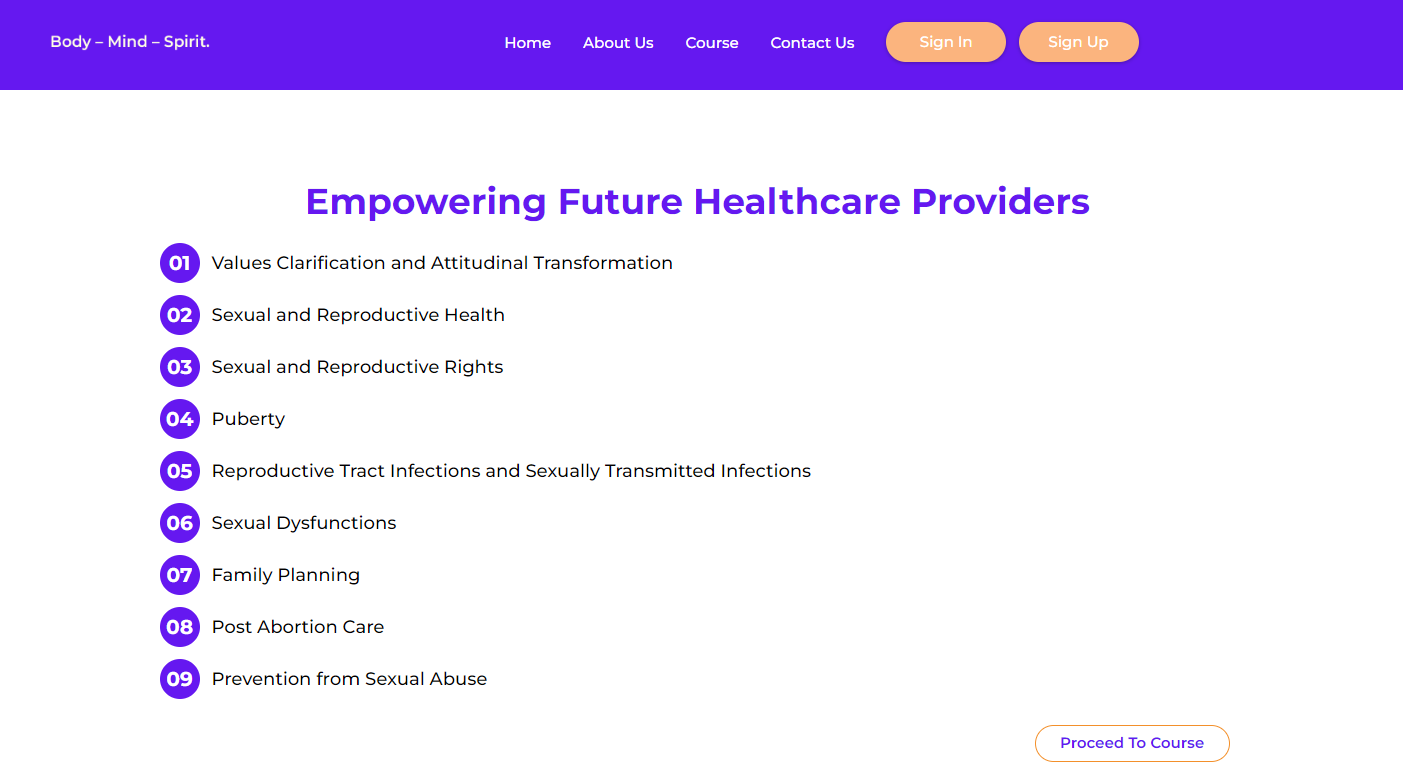 Body – Mind – Spirit.
Home About Us Course Contact Us Sign In Sign Up
Empowering Future Healthcare Providers
01 Values Clarification and Attitudinal Transformation
02 Sexual and Reproductive Health
03 Sexual and Reproductive Rights
04 Puberty
05 Reproductive Tract Infections and Sexually Transmitted Infections
06 Sexual Dysfunctions
07 Family Planning
08 Post Abortion Care
09 Prevention from Sexual Abuse
Proceed To Course